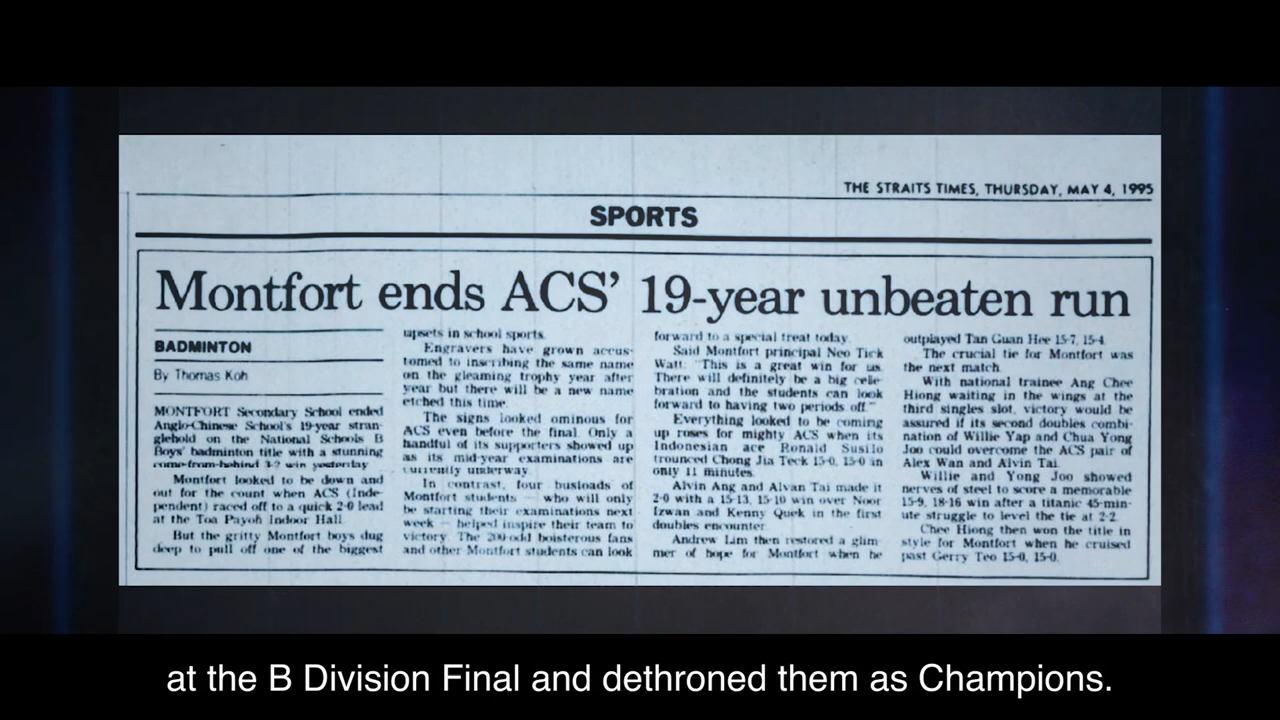 THE STRAITS TIMES, THURSDAY, MAY 4, 1995
SPORTS
Montfort ends ACS' 19-year unbeaten run
BADMINTON
By Thomas Koh
MONTFORT Secondary School ended
Anglo-Chinese School's 19-year stran-
glehold on the National Schools B
Boys' badminton title with a stunning
come-from-behind 3-2 win yesterday
Montfort looked to be down and
out for the count when ACS (Inde-
pendent) raced off to a quick 2-0 lead
at the Toa Payoh Indoor Hall.
But the gritty Montfort boys dug
deep to pull off one of the biggest
upsets in school sports.
Engravers have grown accus-
tomed to inscribing the same name
on the gleaming trophy year after
year but there will be a new name
etched this time.
The signs looked ominous for
ACS even before the final. Only a
handful of its supporters showed up
as its mid-year examinations are
currently underway.
In contrast, four busloads of
Montfort students — who will only
be starting their examinations next
week — helped inspire their team to
victory. The 200-odd boisterous fans
and other Montfort students can look
forward to a special treat today.
Said Montfort principal Neo Tick
Watt: "This is a great win for us.
There will definitely be a big cele-
bration and the students can look
forward to having two periods off."
Everything looked to be coming
up roses for mighty ACS when its
Indonesian ace Ronald Susilo
trounced Chong Jia Teck 15-0, 15-0 in
only 11 minutes.
Alvin Ang and Alvan Tai made it
2-0 with a 15-13, 15-10 win over Noor
Izwan and Kenny Quek in the first
doubles encounter.
Andrew Lim then restored a glim-
mer of hope for Montfort when he
outplayed Tan Guan Hee 15-7, 15-4.
The crucial tie for Montfort was
the next match.
With national trainee Ang Chee
Hiong waiting in the wings at the
third singles slot, victory would be
assured if its second doubles combi-
nation of Willie Yap and Chua Yong
Joo could overcome the ACS pair of
Alex Wan and Alvin Tai.
Willie and Yong Joo showed
nerves of steel to score a memorable
15-9, 18-16 win after a titanic 45-min-
ute struggle to level the tie at 2-2.
Chee Hiong then won the title in
style for Montfort when he cruised
past Gerry Teo 15-0, 15-0.
at the B Division Final and dethroned them as Champions.